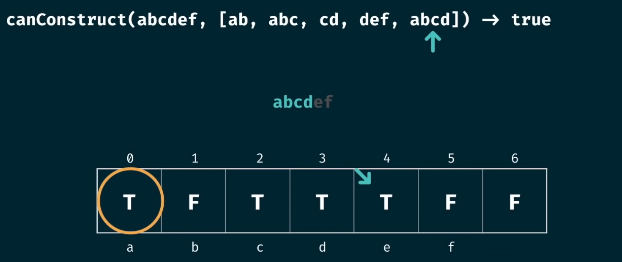 canConstruct(abcdef, [ab, abc, cd, def, abcd]) → true
abcdef
0 1 2 3 4 5 6
T F T T T F F
a b c d e f